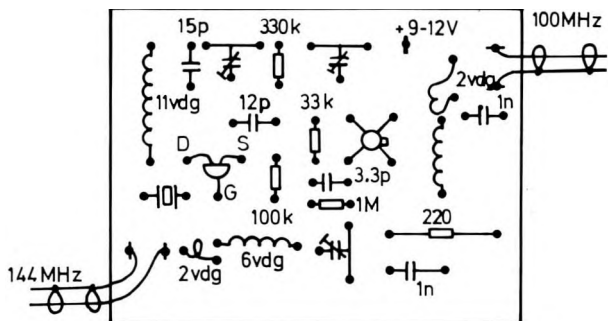 15p 330k + 9-12V 100MHz
2vdg
11vdg 12p 33k 1n
D S
G 3.3p
100k 1M 220
144MHz 2vdg 6vdg 1n